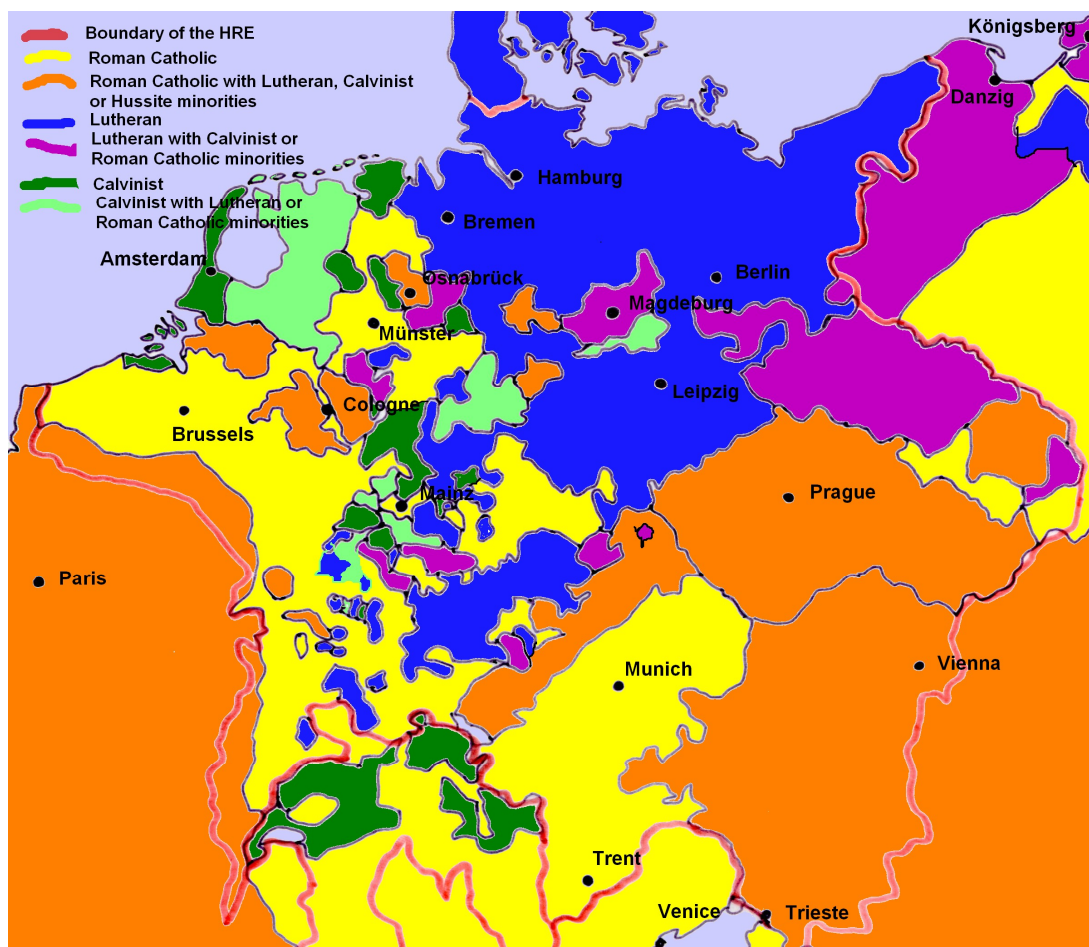 Boundary of the HRE
Roman Catholic
Roman Catholic with Lutheran, Calvinist
or Hussite minorities
Lutheran
Lutheran with Calvinist or
Roman Catholic minorities
Calvinist
Calvinist with Lutheran or
Roman Catholic minorities
Königsberg
Danzig
Hamburg
Bremen
Amsterdam
Osnabrück
Berlin
Magdeburg
Münster
Leipzig
Cologne
Brussels
Mainz
Prague
Paris
Munich
Vienna
Trent
Venice
Trieste